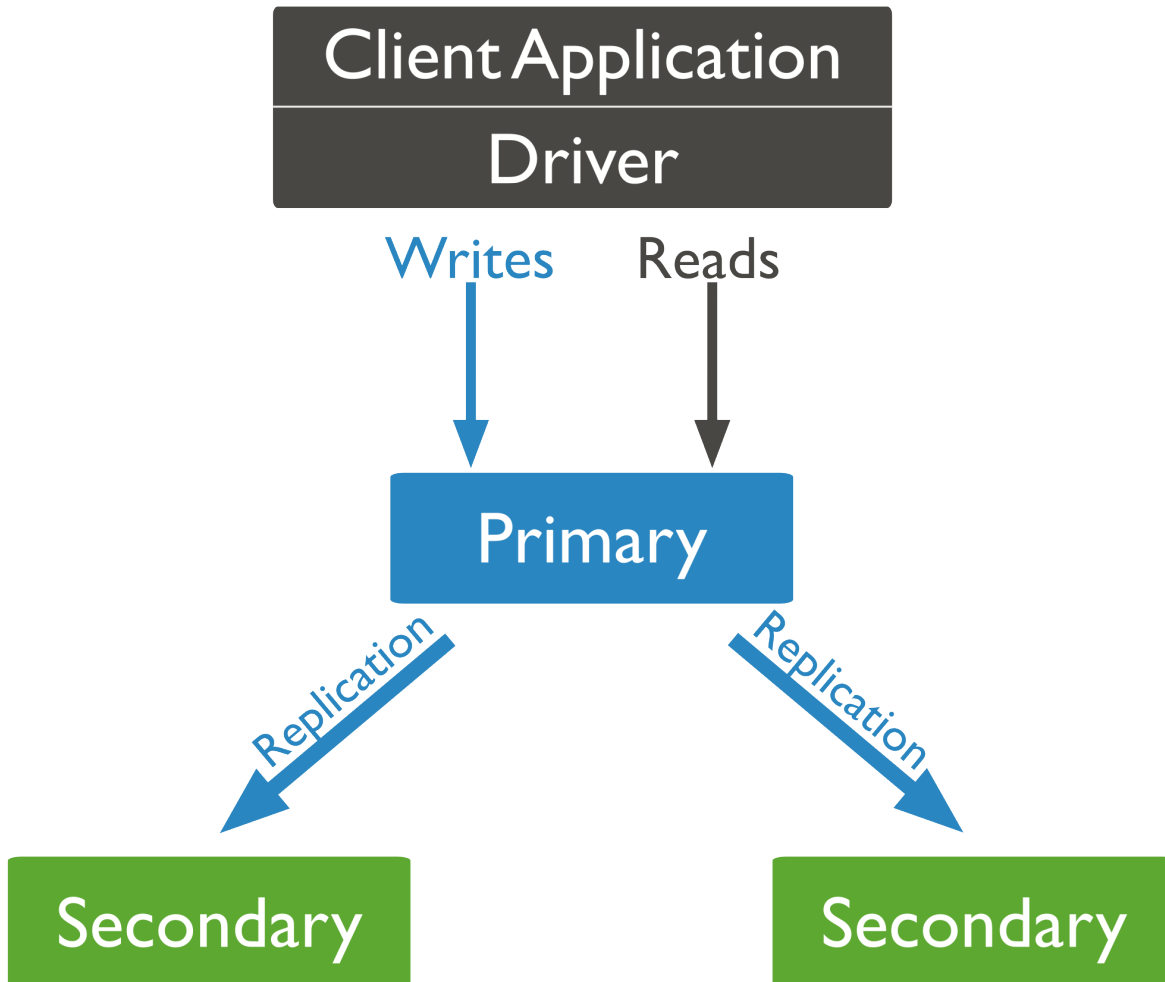 Client Application
Driver
Writes
Reads
Primary
Replication
Replication
Secondary
Secondary